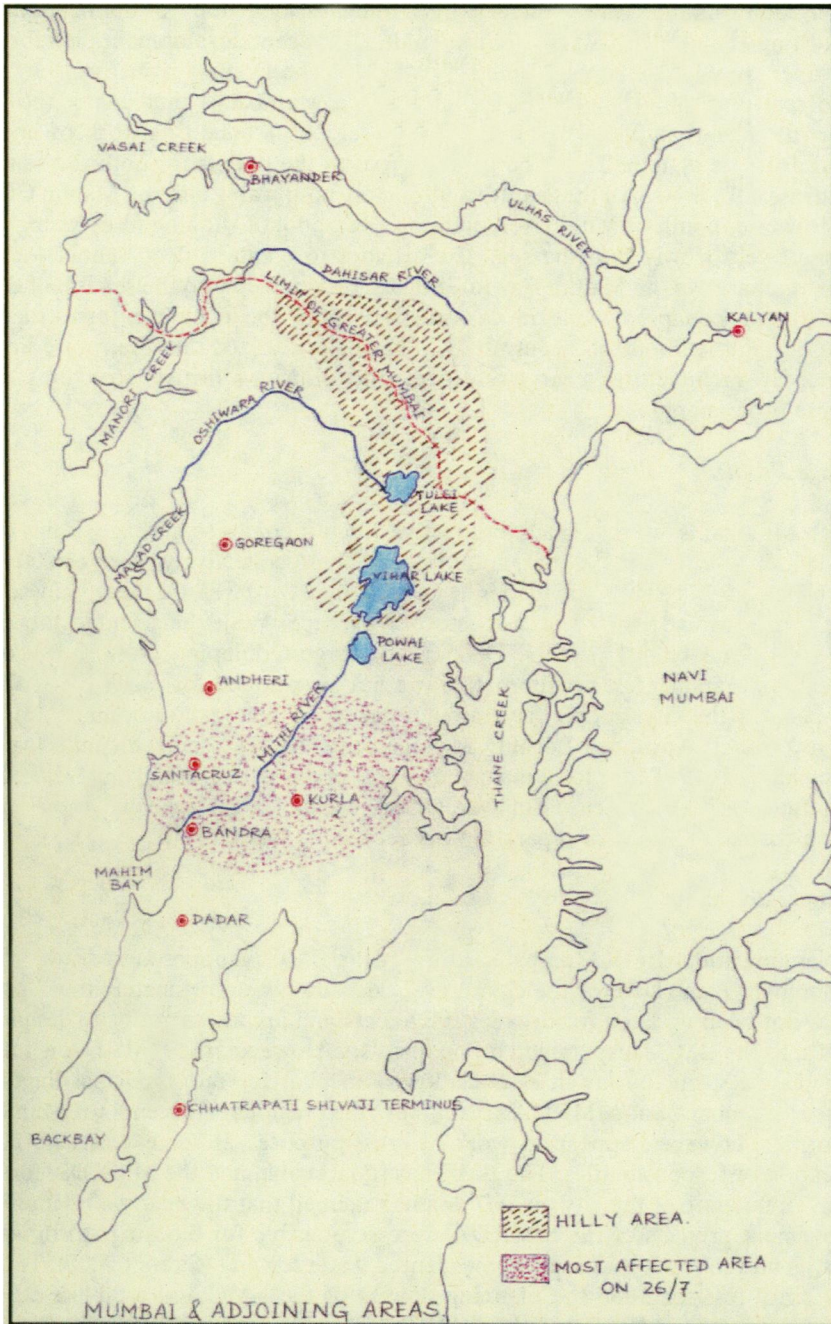 VASAI CREEK
BHAYANDER
ULHAS RIVER
DAHISAR RIVER
LIMIT OF GREATER MUMBAI
KALYAN
MANORI CREEK
OSHIWARA RIVER
TULSI
LAKE
MALAD CREEK
GOREGAON
VIHAR LAKE
POWAI
LAKE
ANDHERI
NAVI
MUMBAI
MITHI RIVER
THANE CREEK
SANTACRUZ
KURLA
BANDRA
MAHIM
BAY
DADAR
CHHATRAPATI SHIVAJI TERMINUS
BACKBAY
HILLY AREA.
MOST AFFECTED AREA
ON 26/7.
MUMBAI & ADJOINING AREAS.